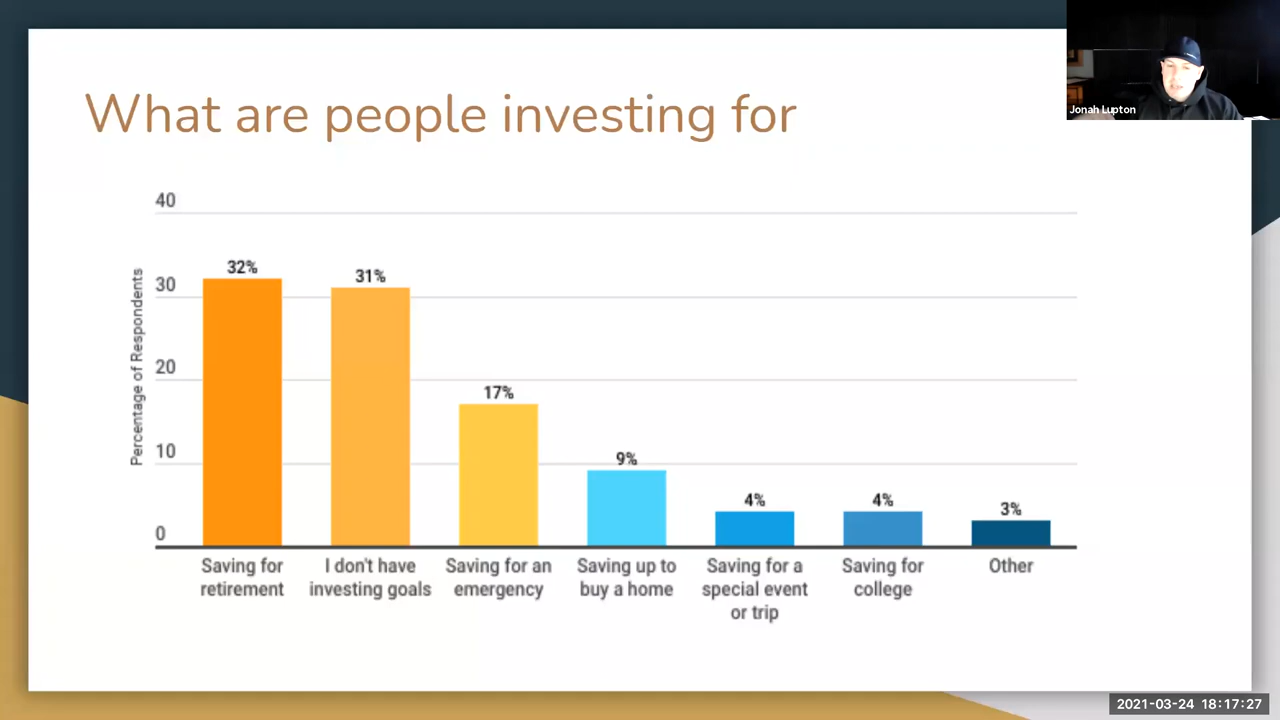 What are people investing for
Jonah Lupton
Percentage of Respondents
40
30
20
10
0
32%
31%
17%
9%
4%
4%
3%
Saving for
retirement
I don't have
investing goals
Saving for an
emergency
Saving up to
buy a home
Saving for a
special event
or trip
Saving for
college
Other
2021-03-24 18:17:27